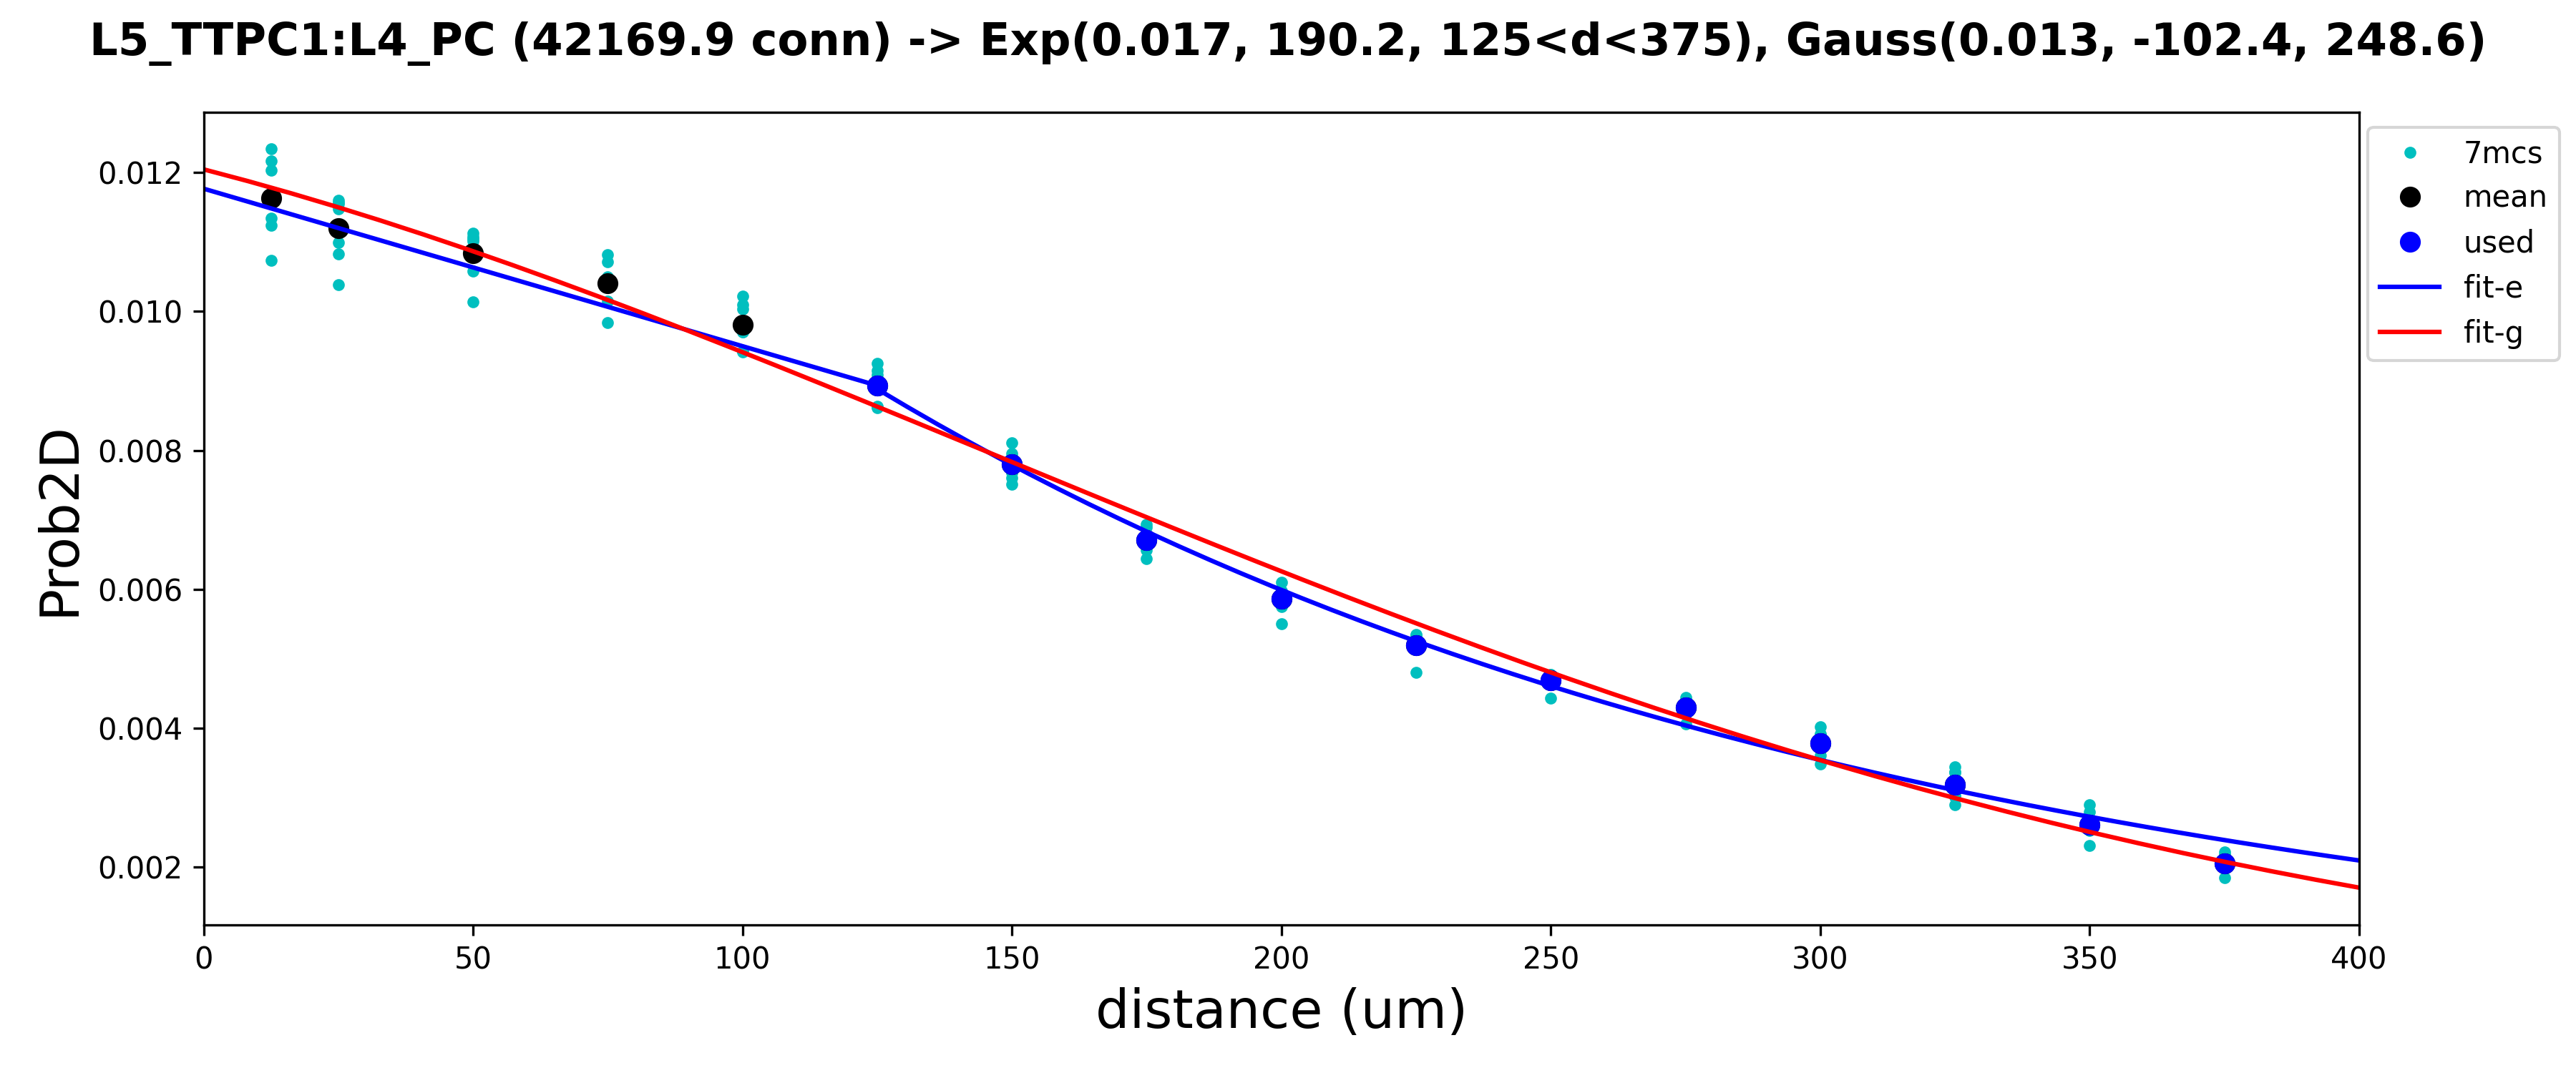 L5_TTPC1:L4_PC (42169.9 conn) -> Exp(0.017, 190.2, 125<d<375), Gauss(0.013, -102.4, 248.6)
7mcs
mean
used
fit-e
fit-g
Prob2D
0.012
0.010
0.008
0.006
0.004
0.002
0 50 100 150 200 250 300 350 400
distance (um)